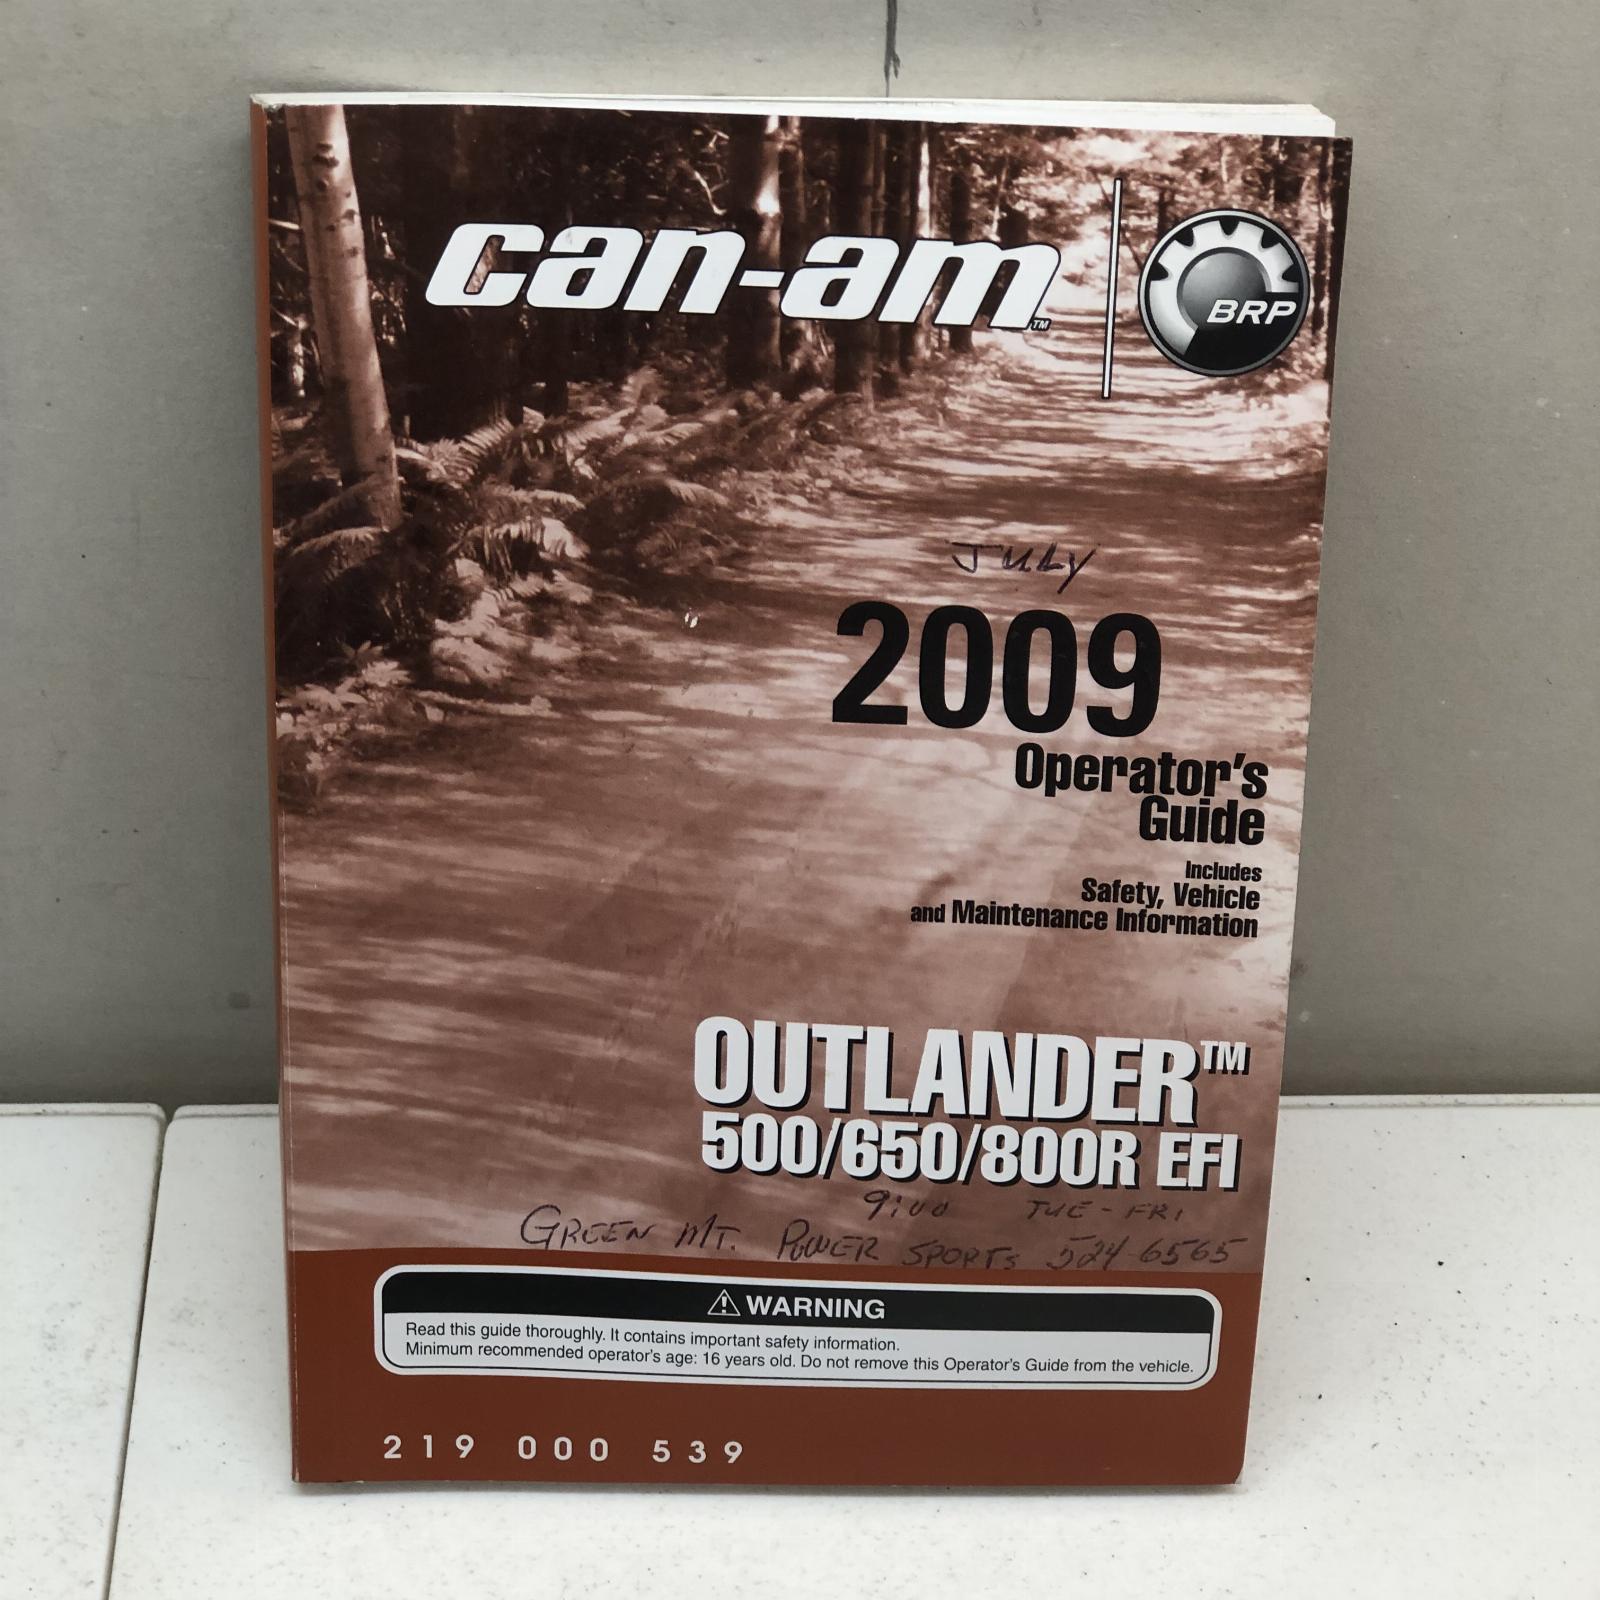 can-am™
BRP
July
2009
Operator's
Guide
Includes
Safety, Vehicle
and Maintenance Information
OUTLANDER™
500/650/800R EFI
9:00 TUE - FRI
GREEN MT. POWER SPORTS 524-6565
⚠ WARNING
Read this guide thoroughly. It contains important safety information.
Minimum recommended operator's age: 16 years old. Do not remove this Operator's Guide from the vehicle.
219 000 539